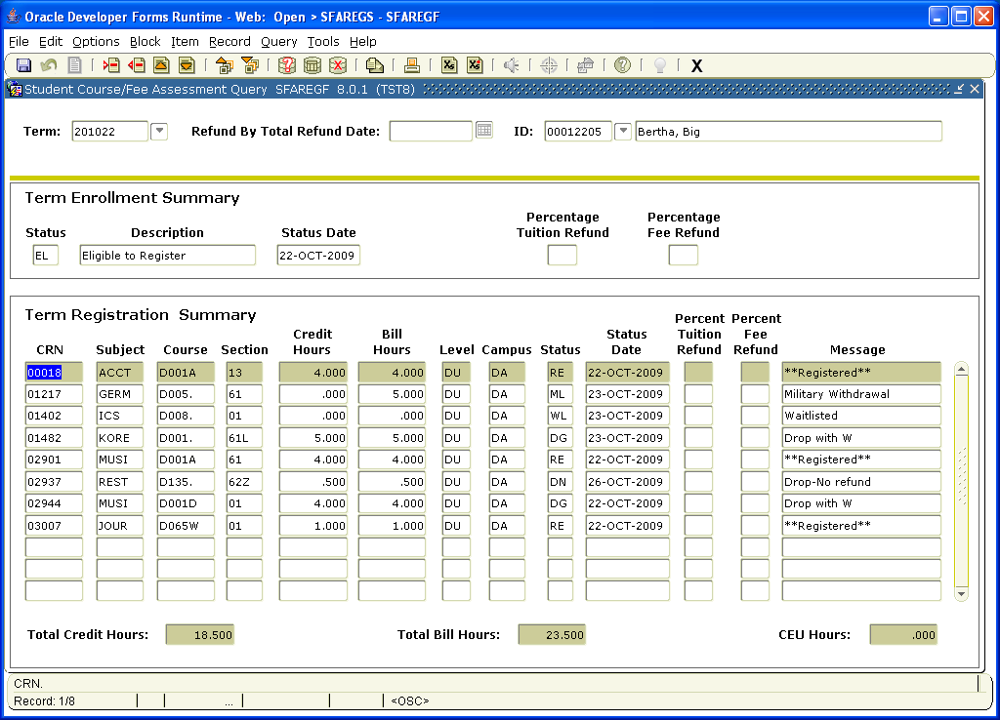 Oracle Developer Forms Runtime - Web: Open > SFAREGS - SFAREGF
File Edit Options Block Item Record Query Tools Help
X
Student Course/Fee Assessment Query SFAREGF 8.0.1 (TST8)
Term: 201022 Refund By Total Refund Date: ID: 00012205 Bertha, Big
Term Enrollment Summary
Percentage Percentage
Status Description Status Date Tuition Refund Fee Refund
EL Eligible to Register 22-OCT-2009
Term Registration Summary
Percent Percent
Credit Bill Status Tuition Fee
CRN Subject Course Section Hours Hours Level Campus Status Date Refund Refund Message
00018 ACCT D001A 13 4.000 4.000 DU DA RE 22-OCT-2009 **Registered**
01217 GERM D005. 61 .000 5.000 DU DA ML 23-OCT-2009 Military Withdrawal
01402 ICS D008. 01 .000 .000 DU DA WL 23-OCT-2009 Waitlisted
01482 KORE D001. 61L 5.000 5.000 DU DA DG 23-OCT-2009 Drop with W
02901 MUSI D001A 61 4.000 4.000 DU DA RE 22-OCT-2009 **Registered**
02937 REST D135. 62Z .500 .500 DU DA DN 26-OCT-2009 Drop-No refund
02944 MUSI D001D 01 4.000 4.000 DU DA DG 22-OCT-2009 Drop with W
03007 JOUR D065W 01 1.000 1.000 DU DA RE 22-OCT-2009 **Registered**
Total Credit Hours: 18.500 Total Bill Hours: 23.500 CEU Hours: .000
CRN.
Record: 1/8 ... <OSC>